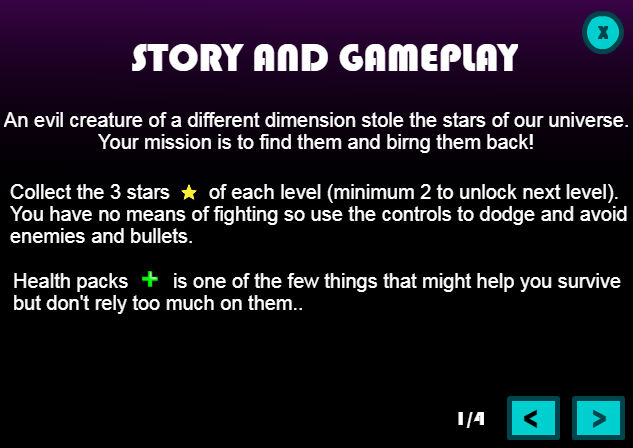 X
STORY AND GAMEPLAY
An evil creature of a different dimension stole the stars of our universe.
Your mission is to find them and birng them back!
Collect the 3 stars of each level (minimum 2 to unlock next level).
You have no means of fighting so use the controls to dodge and avoid
enemies and bullets.
Health packs is one of the few things that might help you survive
but don't rely too much on them..
1/4 < >